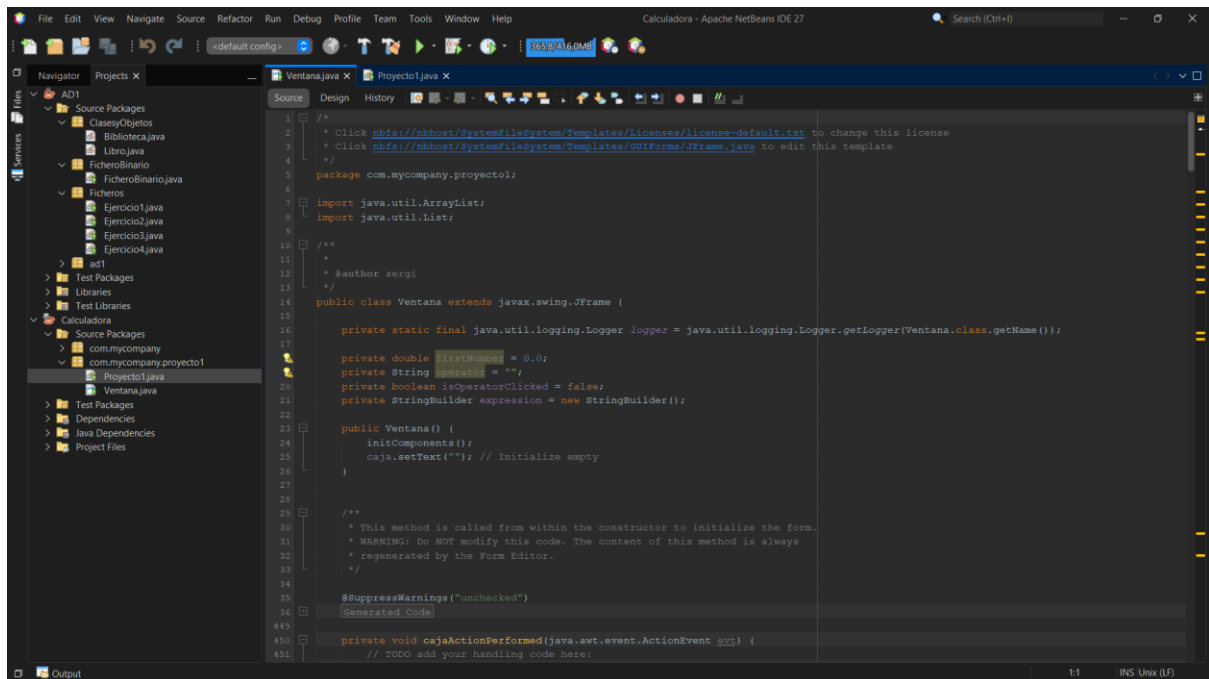 File Edit View Navigate Source Refactor Run Debug Profile Team Tools Window Help
Calculadora - Apache NetBeans IDE 27
Search (Ctrl+I)
<default config>
365,8/416,0MB
Files
Services
Navigator Projects
AD1
Source Packages
ClasesyObjetos
Biblioteca.java
Libro.java
FicheroBinario
FicheroBinario.java
Ficheros
Ejercicio1.java
Ejercicio2.java
Ejercicio3.java
Ejercicio4.java
ad1
Test Packages
Libraries
Test Libraries
Calculadora
Source Packages
com.mycompany
com.mycompany.proyecto1
Proyecto1.java
Ventana.java
Test Packages
Dependencies
Java Dependencies
Project Files
Ventana.java Proyecto1.java
Source Design History
1 /*
2 * Click nbfs://nbhost/SystemFileSystem/Templates/Licenses/license-default.txt to change this license
3 * Click nbfs://nbhost/SystemFileSystem/Templates/GUIForms/JFrame.java to edit this template
4 */
5 package com.mycompany.proyecto1;
6
7 import java.util.ArrayList;
8 import java.util.List;
9
10 /**
11 *
12 * @author sergi
13 */
14 public class Ventana extends javax.swing.JFrame {
15
16 private static final java.util.logging.Logger logger = java.util.logging.Logger.getLogger(Ventana.class.getName());
17
private double firstNumber = 0.0;
private String operator = "";
20 private boolean isOperatorClicked = false;
21 private StringBuilder expression = new StringBuilder();
22
23 public Ventana() {
24 initComponents();
25 caja.setText(""); // Initialize empty
26 }
27
28
29 /**
30 * This method is called from within the constructor to initialize the form.
31 * WARNING: Do NOT modify this code. The content of this method is always
32 * regenerated by the Form Editor.
33 */
34
35 @SuppressWarnings("unchecked")
36 Generated Code
449
450 private void cajaActionPerformed(java.awt.event.ActionEvent evt) {
451 // TODO add your handling code here:
Output
1:1 INS Unix (LF)